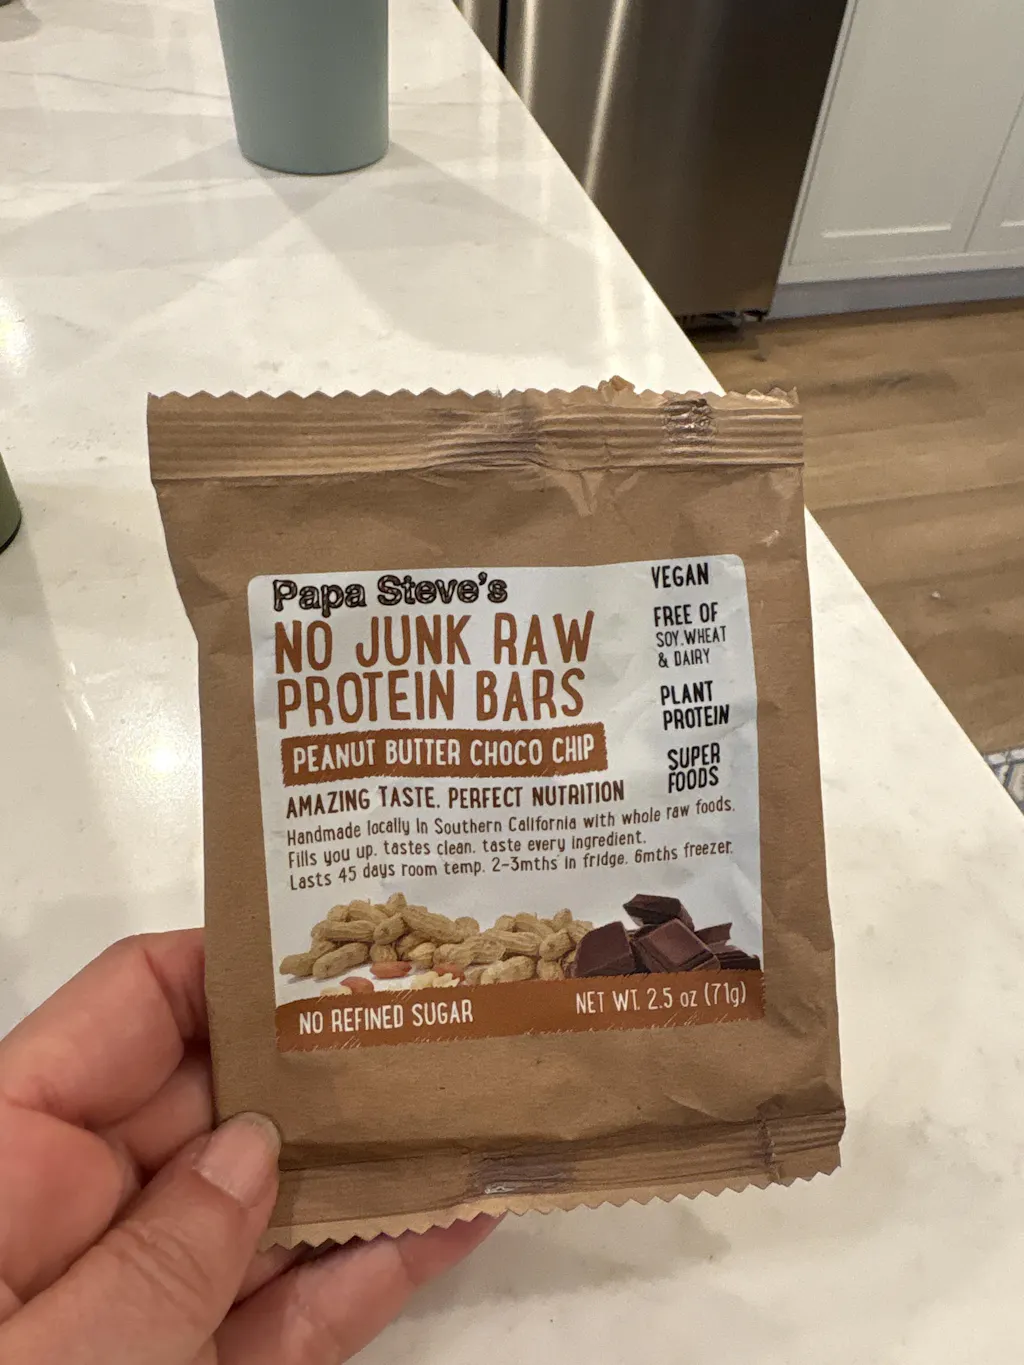 Papa Steve's
NO JUNK RAW
PROTEIN BARS
PEANUT BUTTER CHOCO CHIP
AMAZING TASTE. PERFECT NUTRITION
Handmade locally in Southern California with whole raw foods.
Fills you up. tastes clean. taste every ingredient.
Lasts 45 days room temp. 2-3mths in fridge. 6mths freezer.
VEGAN
FREE OF
SOY. WHEAT
& DAIRY
PLANT
PROTEIN
SUPER
FOODS
NO REFINED SUGAR
NET WT. 2.5 oz (71g)